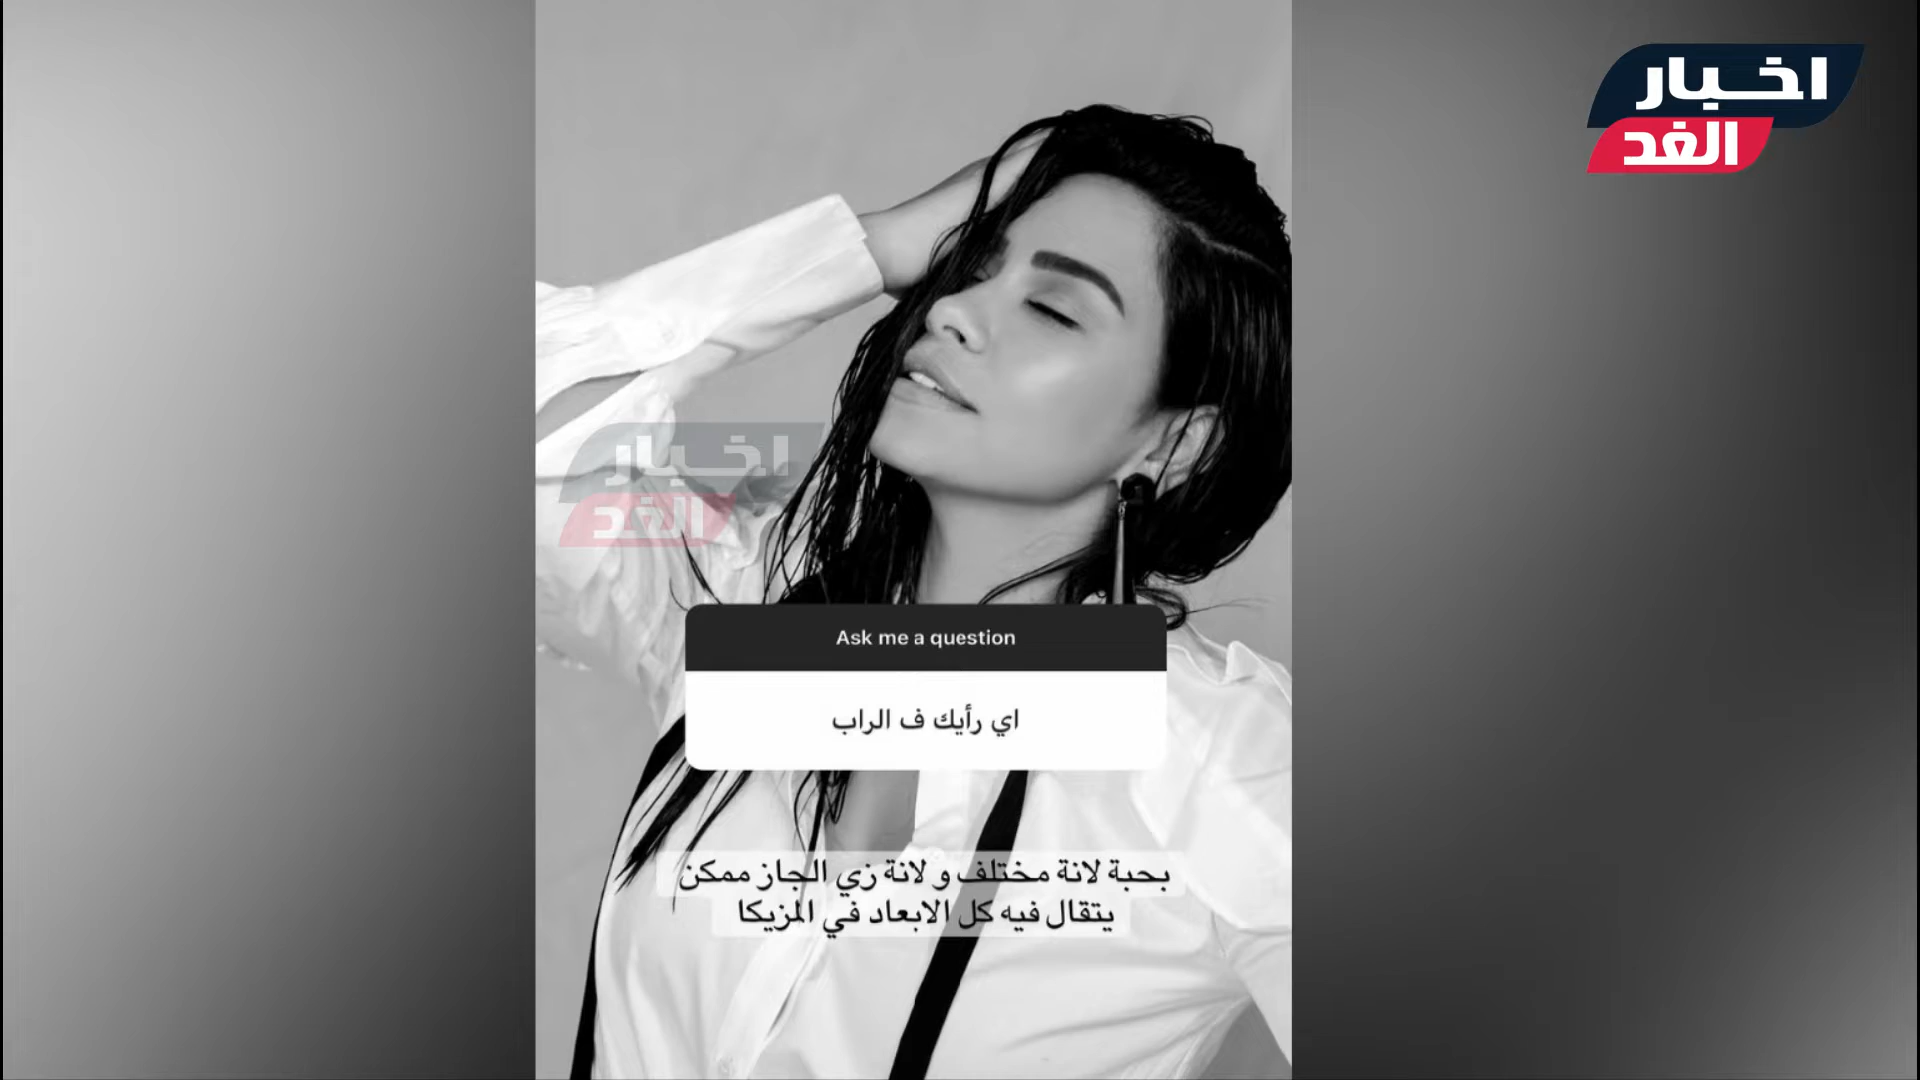 اخبار
الغد
اخبار
الغد
Ask me a question
اي رأيك ف الراب
بحبة لانة مختلف و لانة زي الجاز ممكن
يتقال فيه كل الابعاد في المزيكا